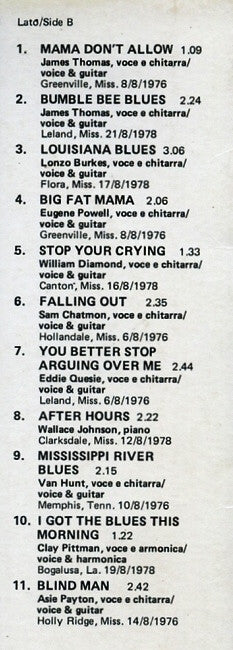 Lato/Side B
1. MAMA DON'T ALLOW 1.09
James Thomas, voce e chitarra/
voice & guitar
Greenville, Miss. 8/8/1976
2. BUMBLE BEE BLUES 2.24
James Thomas, voce e chitarra/
voice & guitar
Leland, Miss. 21/8/1978
3. LOUISIANA BLUES 3.06
Lonzo Burkes, voce e chitarra/
voice & guitar
Flora, Miss. 17/8/1978
4. BIG FAT MAMA 2.06
Eugene Powell, voce e chitarra/
voice & guitar
Greenville, Miss. 8/8/1976
5. STOP YOUR CRYING 1.33
William Diamond, voce e chitarra/
voice & guitar
Canton, Miss. 16/8/1978
6. FALLING OUT 2.35
Sam Chatmon, voce e chitarra/
voice & guitar
Hollandale, Miss. 6/8/1976
7. YOU BETTER STOP
ARGUING OVER ME 2.44
Eddie Quesie, voce e chitarra/
voice & guitar
Leland, Miss. 6/8/1976
8. AFTER HOURS 2.22
Wallace Johnson, piano
Clarksdale, Miss. 12/8/1978
9. MISSISSIPPI RIVER
BLUES 2.15
Van Hunt, voce e chitarra/
voice & guitar
Memphis, Tenn. 10/8/1976
10. I GOT THE BLUES THIS
MORNING 1.22
Clay Pittman, voce e armonica/
voice & harmonica
Bogalusa, La. 19/8/1978
11. BLIND MAN 2.42
Asie Payton, voce e chitarra/
voice & guitar
Holly Ridge, Miss. 14/8/1976